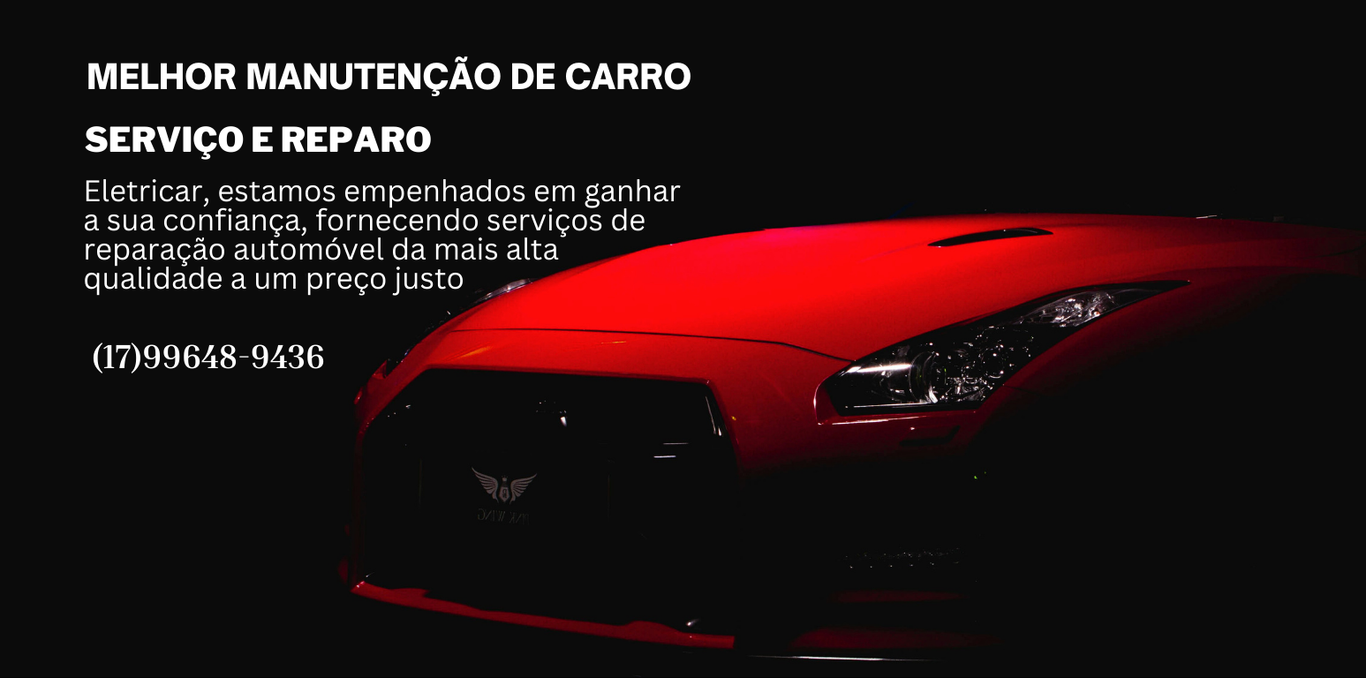 MELHOR MANUTENÇÃO DE CARRO
SERVIÇO E REPARO
Eletricar, estamos empenhados em ganhar
a sua confiança, fornecendo serviços de
reparação automóvel da mais alta
qualidade a um preço justo
(17)99648-9436